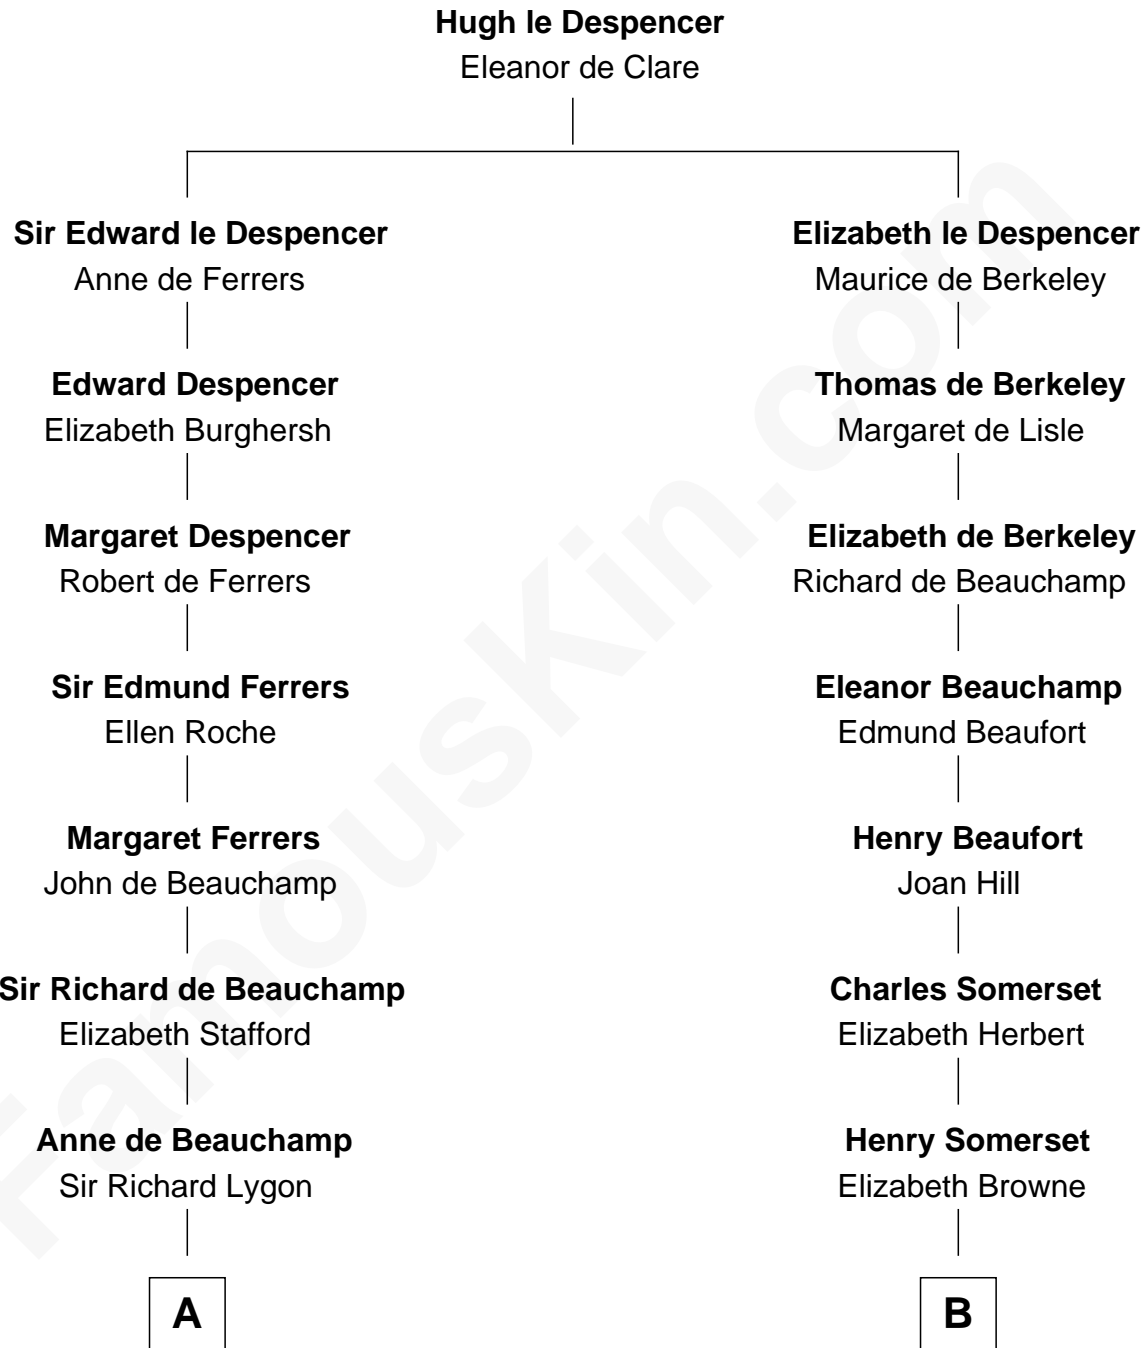 Hugh le Despencer
Eleanor de Clare
Sir Edward le Despencer
Anne de Ferrers
Elizabeth le Despencer
Maurice de Berkeley
Edward Despencer
Elizabeth Burghersh
Thomas de Berkeley
Margaret de Lisle
Margaret Despencer
Robert de Ferrers
Elizabeth de Berkeley
Richard de Beauchamp
Sir Edmund Ferrers
Ellen Roche
Eleanor Beauchamp
Edmund Beaufort
Margaret Ferrers
John de Beauchamp
Henry Beaufort
Joan Hill
Sir Richard de Beauchamp
Elizabeth Stafford
Charles Somerset
Elizabeth Herbert
Anne de Beauchamp
Sir Richard Lygon
Henry Somerset
Elizabeth Browne
A
B
FamousKin.com